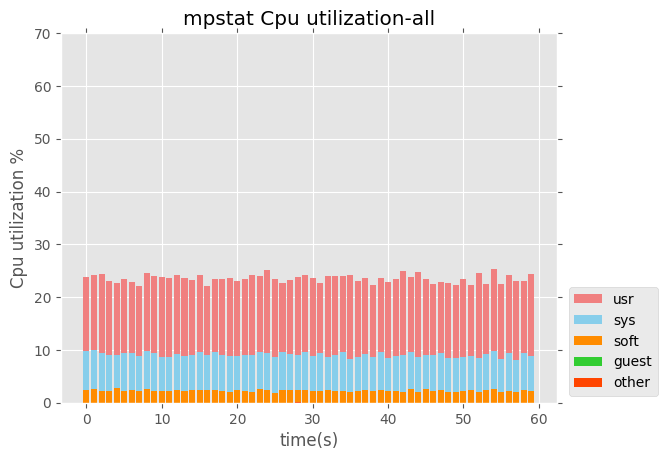 mpstat Cpu utilization-all
Cpu utilization %
70
60
50
40
30
20
10
0
0
10
20
30
40
50
60
time(s)
usr
sys
soft
guest
other